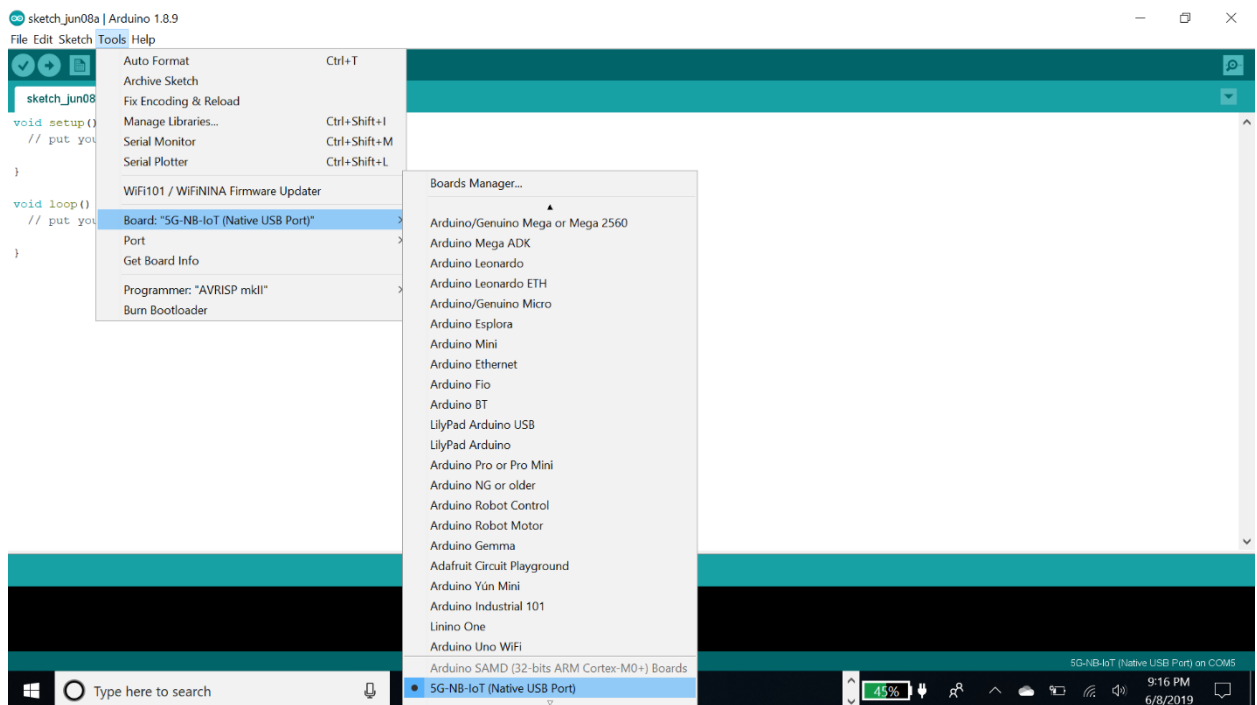 sketch_jun08a | Arduino 1.8.9
File Edit Sketch Tools Help
sketch_jun08
void setup()
// put you
}
void loop()
// put you
}
Auto Format Ctrl+T
Archive Sketch
Fix Encoding & Reload
Manage Libraries... Ctrl+Shift+I
Serial Monitor Ctrl+Shift+M
Serial Plotter Ctrl+Shift+L
WiFi101 / WiFiNINA Firmware Updater
Board: "5G-NB-IoT (Native USB Port)"
Port
Get Board Info
Programmer: "AVRISP mkII"
Burn Bootloader
Boards Manager...
Arduino/Genuino Mega or Mega 2560
Arduino Mega ADK
Arduino Leonardo
Arduino Leonardo ETH
Arduino/Genuino Micro
Arduino Esplora
Arduino Mini
Arduino Ethernet
Arduino Fio
Arduino BT
LilyPad Arduino USB
LilyPad Arduino
Arduino Pro or Pro Mini
Arduino NG or older
Arduino Robot Control
Arduino Robot Motor
Arduino Gemma
Adafruit Circuit Playground
Arduino Yún Mini
Arduino Industrial 101
Linino One
Arduino Uno WiFi
Arduino SAMD (32-bits ARM Cortex-M0+) Boards
5G-NB-IoT (Native USB Port)
5G-NB-IoT (Native USB Port) on COM5
Type here to search
45%
9:16 PM
6/8/2019